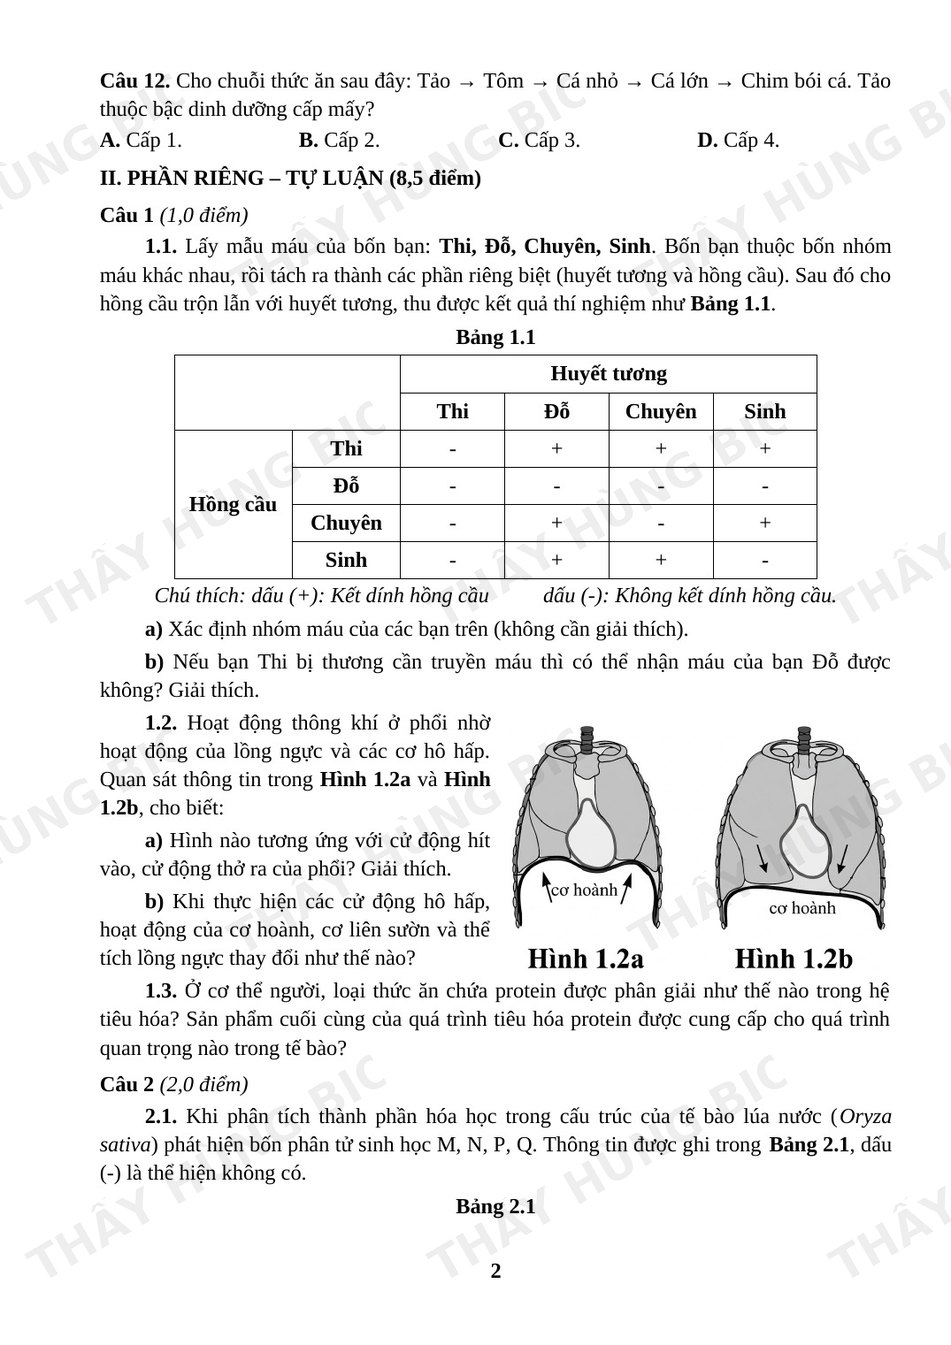 Câu 12. Cho chuỗi thức ăn sau đây: Tảo → Tôm → Cá nhỏ → Cá lớn → Chim bói cá. Tảo
thuộc bậc dinh dưỡng cấp mấy?
A. Cấp 1. B. Cấp 2. C. Cấp 3. D. Cấp 4.
II. PHẦN RIÊNG – TỰ LUẬN (8,5 điểm)
Câu 1 (1,0 điểm)
1.1. Lấy mẫu máu của bốn bạn: Thi, Đỗ, Chuyên, Sinh. Bốn bạn thuộc bốn nhóm
máu khác nhau, rồi tách ra thành các phần riêng biệt (huyết tương và hồng cầu). Sau đó cho
hồng cầu trộn lẫn với huyết tương, thu được kết quả thí nghiệm như Bảng 1.1.
Bảng 1.1
Huyết tương
Thi Đỗ Chuyên Sinh
Hồng cầu
Thi - + + +
Đỗ - - - -
Chuyên - + - +
Sinh - + + -
Chú thích: dấu (+): Kết dính hồng cầu dấu (-): Không kết dính hồng cầu.
a) Xác định nhóm máu của các bạn trên (không cần giải thích).
b) Nếu bạn Thi bị thương cần truyền máu thì có thể nhận máu của bạn Đỗ được
không? Giải thích.
1.2. Hoạt động thông khí ở phổi nhờ
hoạt động của lồng ngực và các cơ hô hấp.
Quan sát thông tin trong Hình 1.2a và Hình
1.2b, cho biết:
a) Hình nào tương ứng với cử động hít
vào, cử động thở ra của phổi? Giải thích.
b) Khi thực hiện các cử động hô hấp,
hoạt động của cơ hoành, cơ liên sườn và thể
tích lồng ngực thay đổi như thế nào?
cơ hoành
Hình 1.2a
cơ hoành
Hình 1.2b
1.3. Ở cơ thể người, loại thức ăn chứa protein được phân giải như thế nào trong hệ
tiêu hóa? Sản phẩm cuối cùng của quá trình tiêu hóa protein được cung cấp cho quá trình
quan trọng nào trong tế bào?
Câu 2 (2,0 điểm)
2.1. Khi phân tích thành phần hóa học trong cấu trúc của tế bào lúa nước (Oryza
sativa) phát hiện bốn phân tử sinh học M, N, P, Q. Thông tin được ghi trong Bảng 2.1, dấu
(-) là thể hiện không có.
Bảng 2.1
2
THẦY HÙNG BIC